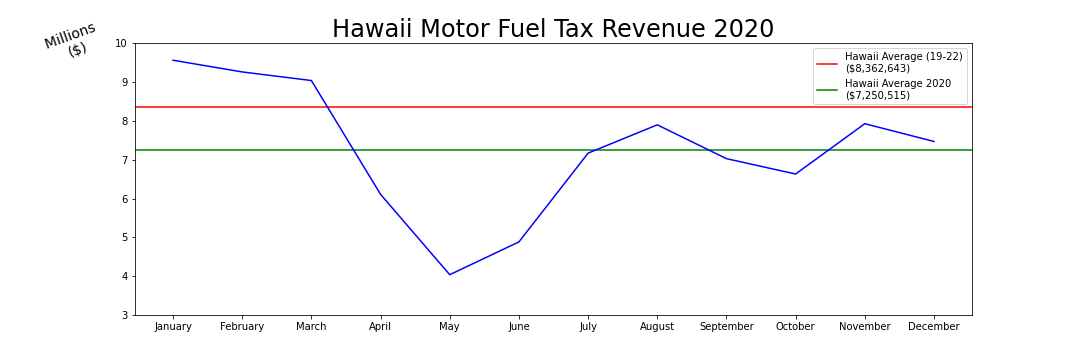 Hawaii Motor Fuel Tax Revenue 2020
Millions
($)
10
9
8
7
6
5
4
3
Hawaii Average (19-22)
($8,362,643)
Hawaii Average 2020
($7,250,515)
January February March April May June July August September October November December